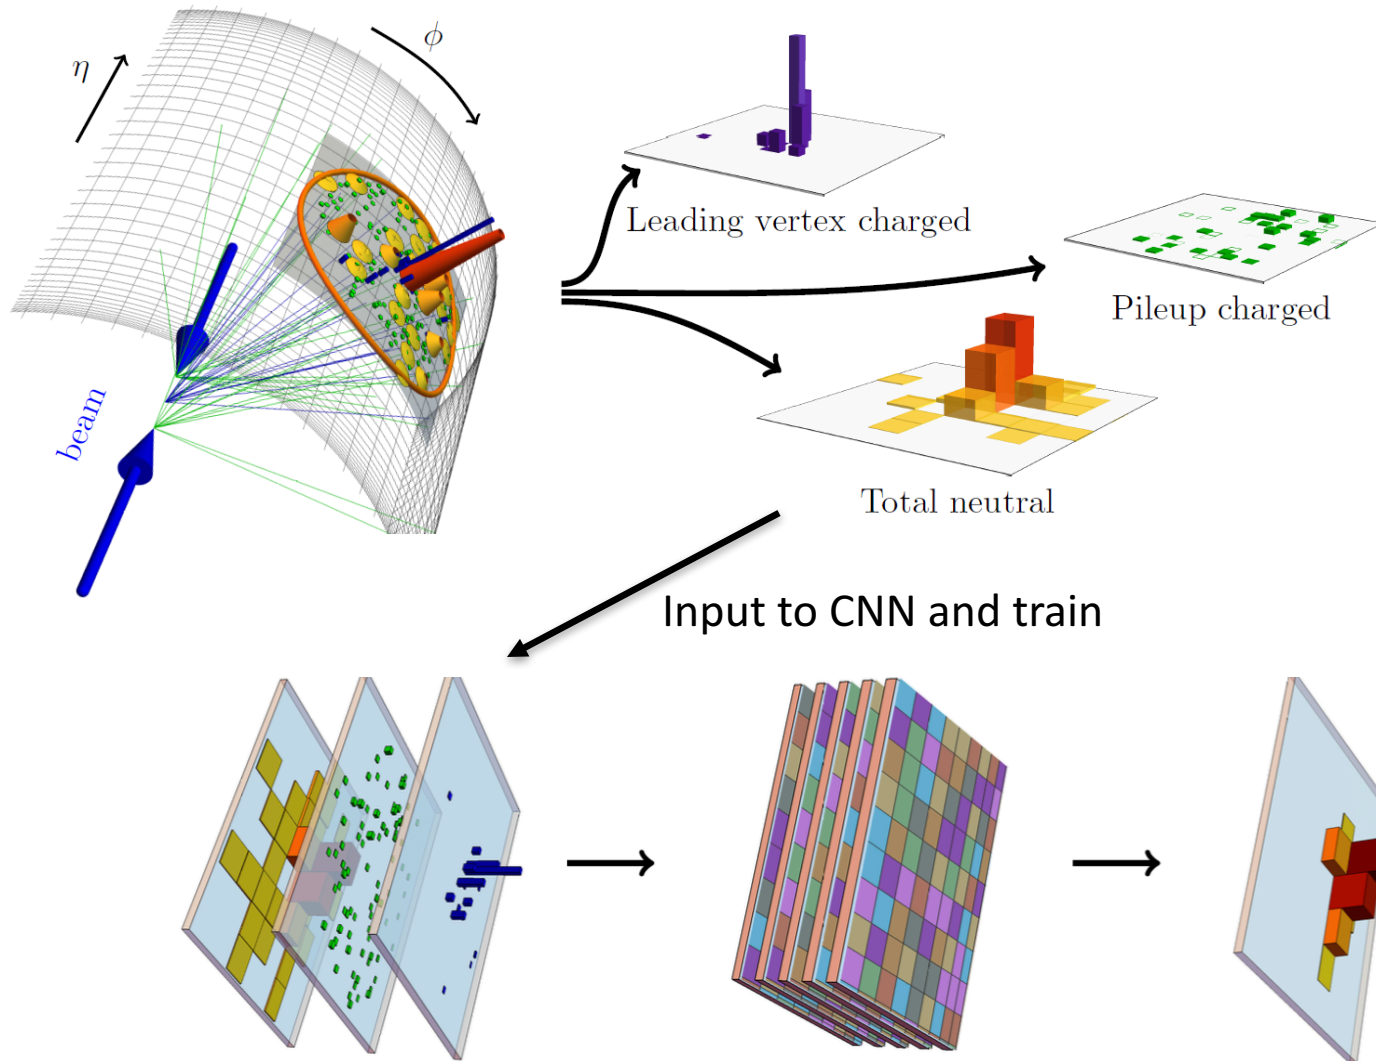 η
ϕ
Leading vertex charged
Pileup charged
beam
Total neutral
Input to CNN and train